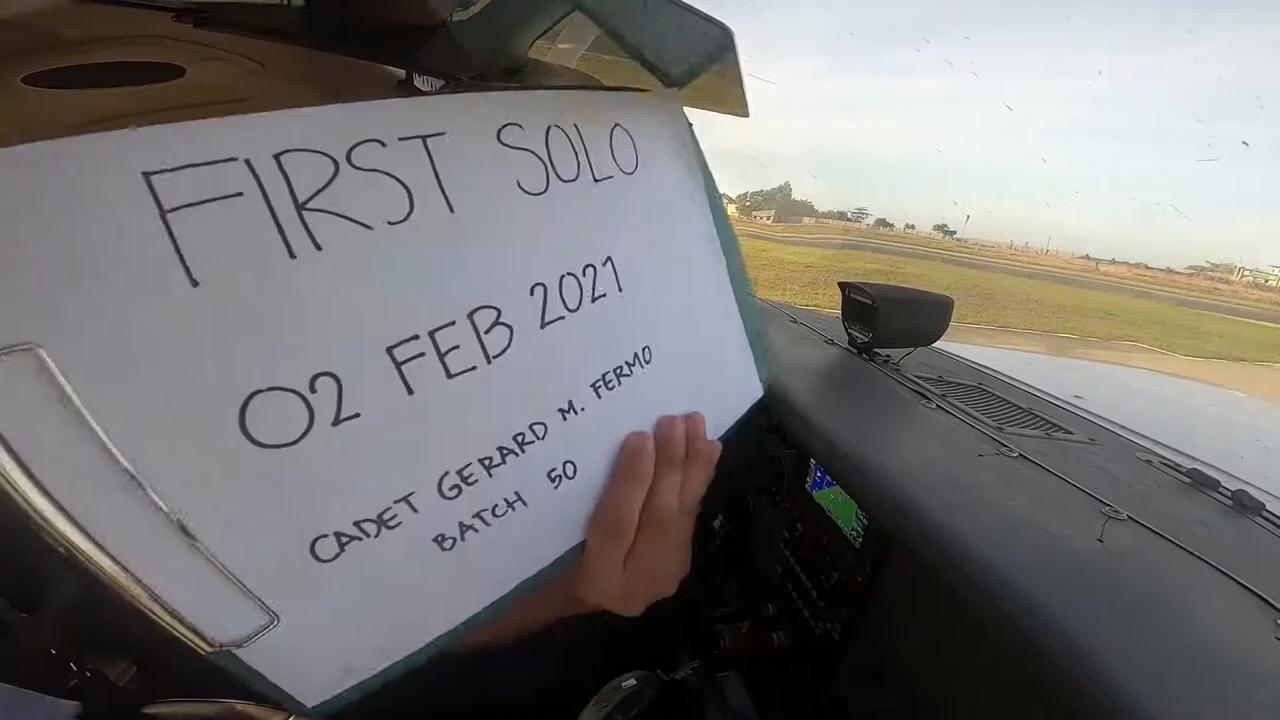 FIRST SOLO
02 FEB 2021
CADET GERARD M. FERMO
BATCH 50